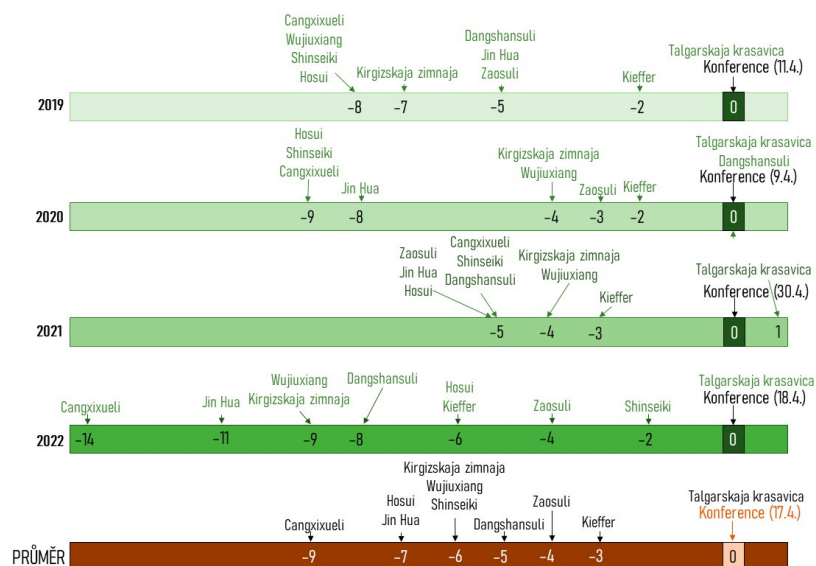 Cangxixueli
Wujiuxiang
Shinseiki
Hosui
Kirgizskaja zimnaja
Dangshansuli
Jin Hua
Zaosuli
Kieffer
Talgarskaja krasavica
Konference (11.4.)
2019
-8
-7
-5
-2
0
Hosui
Shinseiki
Cangxixueli
Jin Hua
Kirgizskaja zimnaja
Wujiuxiang
Zaosuli
Kieffer
Talgarskaja krasavica
Dangshansuli
Konference (9.4.)
2020
-9
-8
-4
-3
-2
0
Zaosuli
Jin Hua
Hosui
Cangxixueli
Shinseiki
Dangshansuli
Kirgizskaja zimnaja
Wujiuxiang
Kieffer
Talgarskaja krasavica
Konference (30.4.)
2021
-5
-4
-3
0
1
Cangxixueli
Jin Hua
Wujiuxiang
Kirgizskaja zimnaja
Dangshansuli
Hosui
Kieffer
Zaosuli
Shinseiki
Talgarskaja krasavica
Konference (18.4.)
2022
-14
-11
-9
-8
-6
-4
-2
0
Cangxixueli
Hosui
Jin Hua
Kirgizskaja zimnaja
Wujiuxiang
Shinseiki
Dangshansuli
Zaosuli
Kieffer
Talgarskaja krasavica
Konference (17.4.)
PRŮMĚR
-9
-7
-6
-5
-4
-3
0